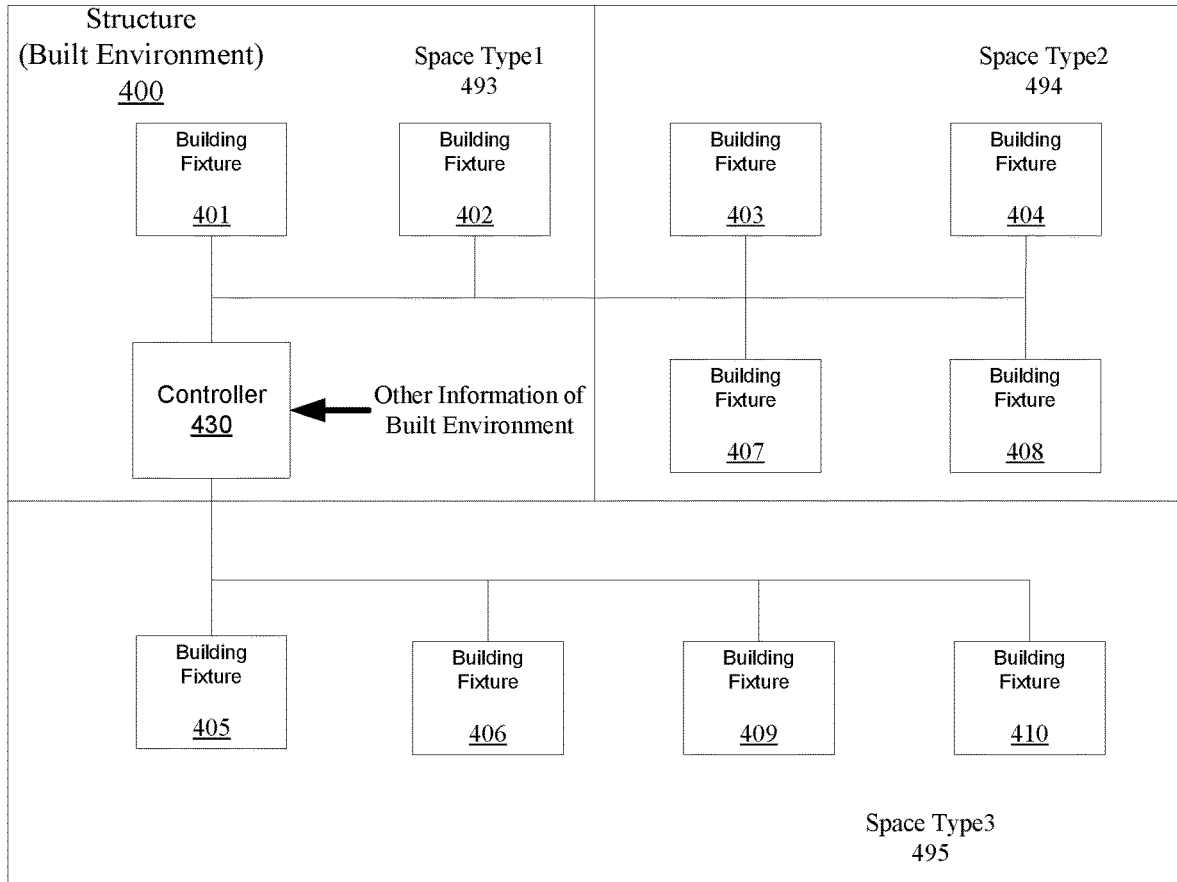 Structure
(Built Environment)
400
Space Type1
493
Space Type2
494
Building
Fixture
401
Building
Fixture
402
Building
Fixture
403
Building
Fixture
404
Controller
430
Other Information of
Built Environment
Building
Fixture
407
Building
Fixture
408
Building
Fixture
405
Building
Fixture
406
Building
Fixture
409
Building
Fixture
410
Space Type3
495